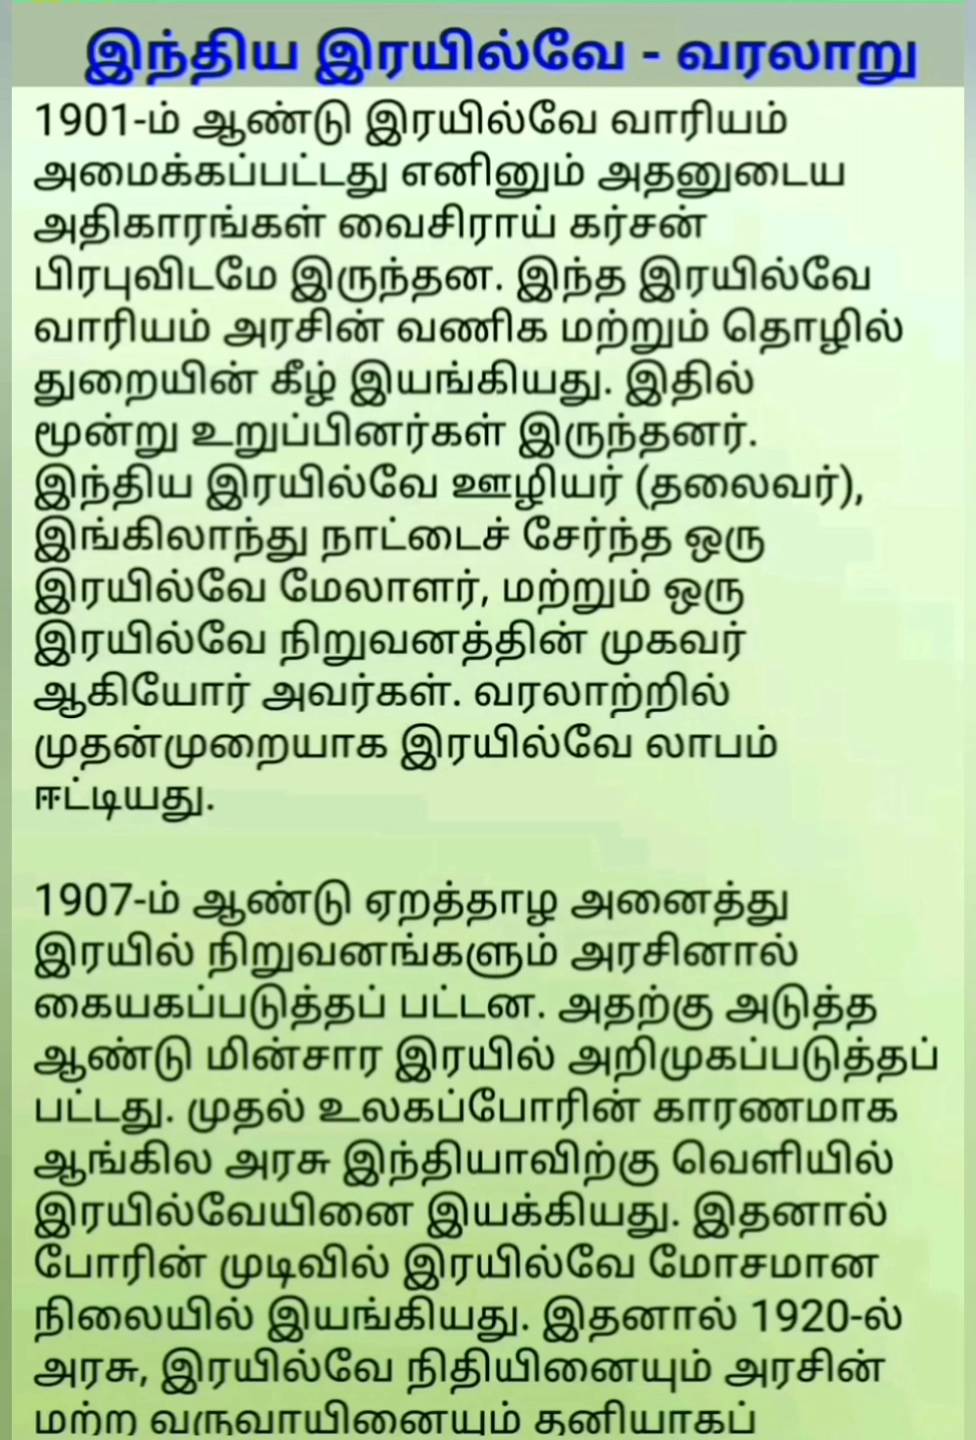 இந்திய இரயில்வே - வரலாறு
1901-ம் ஆண்டு இரயில்வே வாரியம்
அமைக்கப்பட்டது எனினும் அதனுடைய
அதிகாரங்கள் வைசிராய் கர்சன்
பிரபுவிடமே இருந்தன. இந்த இரயில்வே
வாரியம் அரசின் வணிக மற்றும் தொழில்
துறையின் கீழ் இயங்கியது. இதில்
மூன்று உறுப்பினர்கள் இருந்தனர்.
இந்திய இரயில்வே ஊழியர் (தலைவர்),
இங்கிலாந்து நாட்டைச் சேர்ந்த ஒரு
இரயில்வே மேலாளர், மற்றும் ஒரு
இரயில்வே நிறுவனத்தின் முகவர்
ஆகியோர் அவர்கள். வரலாற்றில்
முதன்முறையாக இரயில்வே லாபம்
ஈட்டியது.
1907-ம் ஆண்டு ஏறத்தாழ அனைத்து
இரயில் நிறுவனங்களும் அரசினால்
கையகப்படுத்தப் பட்டன. அதற்கு அடுத்த
ஆண்டு மின்சார இரயில் அறிமுகப்படுத்தப்
பட்டது. முதல் உலகப்போரின் காரணமாக
ஆங்கில அரசு இந்தியாவிற்கு வெளியில்
இரயில்வேயினை இயக்கியது. இதனால்
போரின் முடிவில் இரயில்வே மோசமான
நிலையில் இயங்கியது. இதனால் 1920-ல்
அரசு, இரயில்வே நிதியினையும் அரசின்
மற்ற வருவாயினையும் தனியாகப்